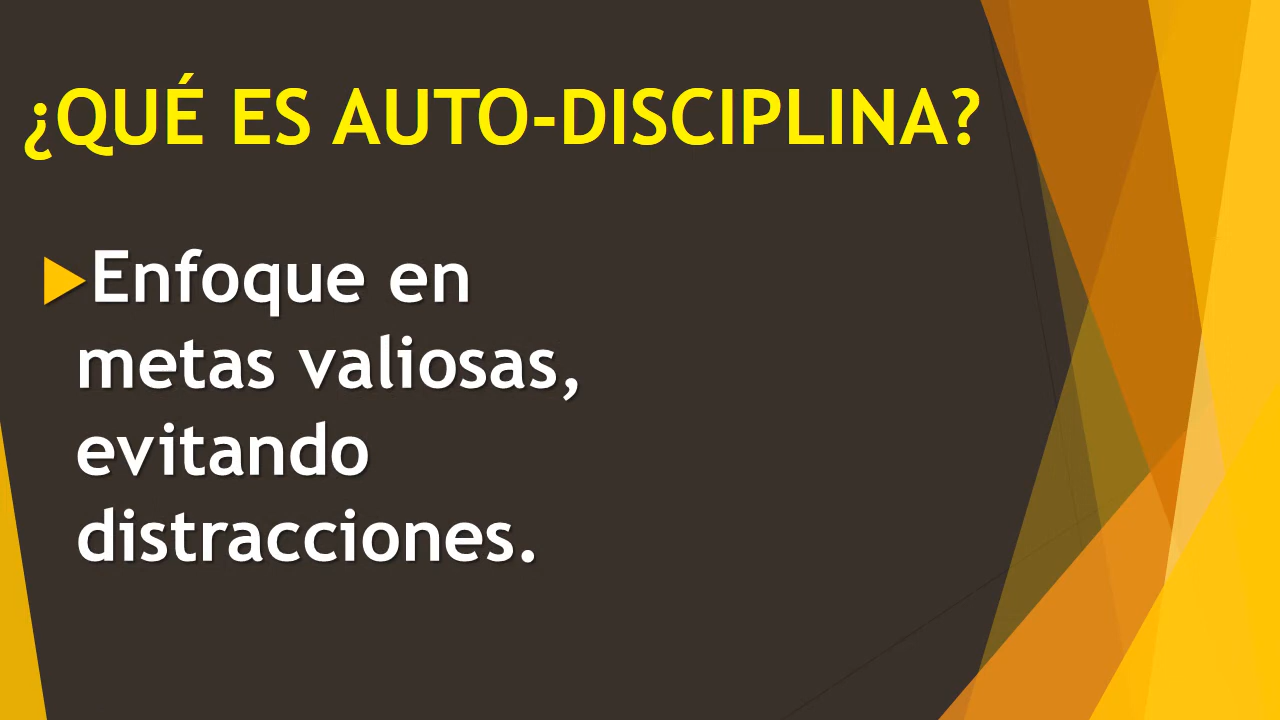 ¿QUÉ ES AUTO-DISCIPLINA?
Enfoque en
metas valiosas,
evitando
distracciones.